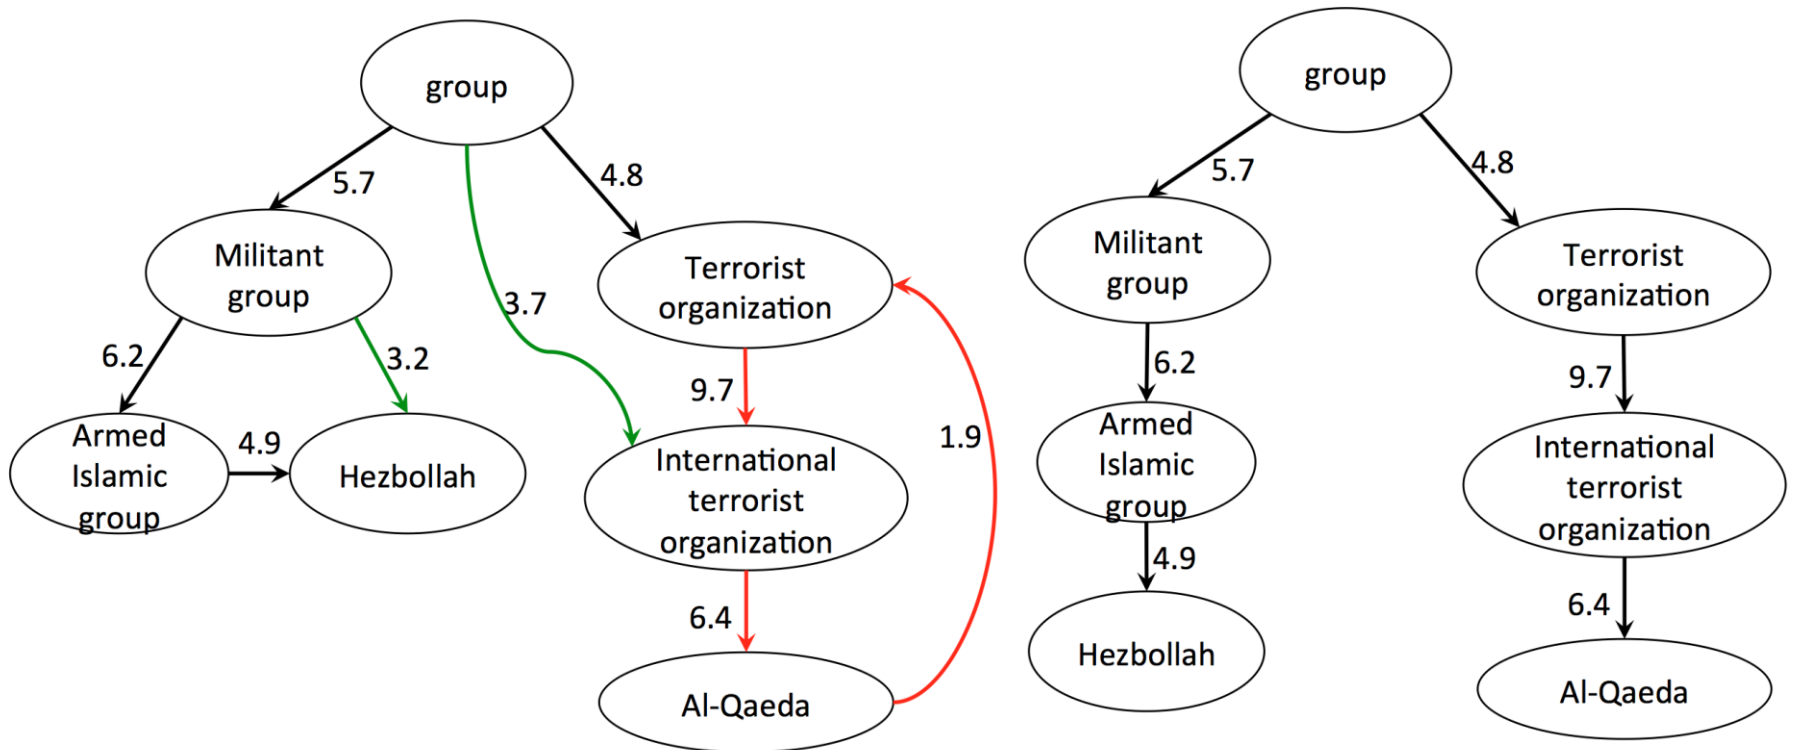 group
5.7
4.8
Militant
group
Terrorist
organization
3.7
6.2
3.2
9.7
Armed
Islamic
group
4.9
Hezbollah
International
terrorist
organization
1.9
6.4
Al-Qaeda
group
5.7
4.8
Militant
group
Terrorist
organization
6.2
9.7
Armed
Islamic
group
International
terrorist
organization
4.9
6.4
Hezbollah
Al-Qaeda